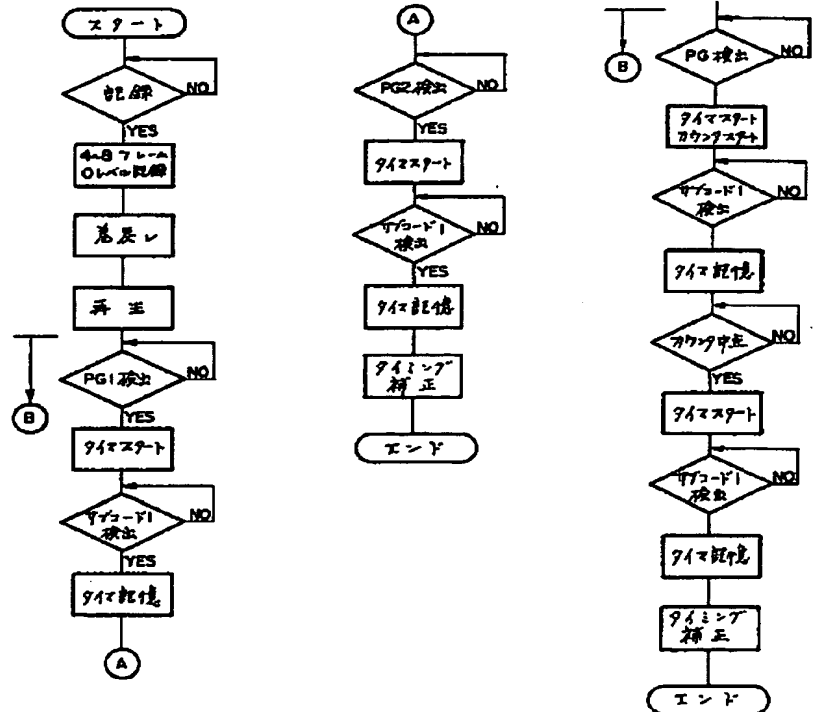 スタート
記録
NO
YES
4~8フレーム
0レベル記録
巻戻し
再生
B
PG1検出
NO
YES
タイマスタート
サブコード1
検出
NO
YES
タイマ記憶
A
A
PG2検出
NO
YES
タイマスタート
サブコード1
検出
NO
YES
タイマ記憶
タイミング
補正
エンド
B
PG検出
NO
タイマスタート
カウンタスタート
サブコード1
検出
NO
タイマ記憶
NO
YES
タイマスタート
サブコード1
検出
NO
タイマ記憶
タイミング
補正
エンド